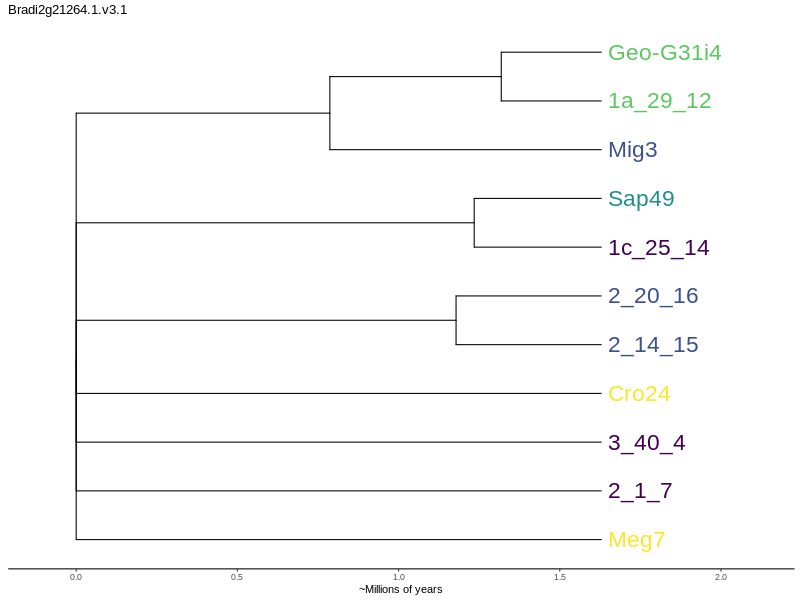 Bradi2g21264.1.v3.1
Geo-G31i4
1a_29_12
Mig3
Sap49
1c_25_14
2_20_16
2_14_15
Cro24
3_40_4
2_1_7
Meg7
0.0 0.5 1.0 1.5 2.0
~Millions of years